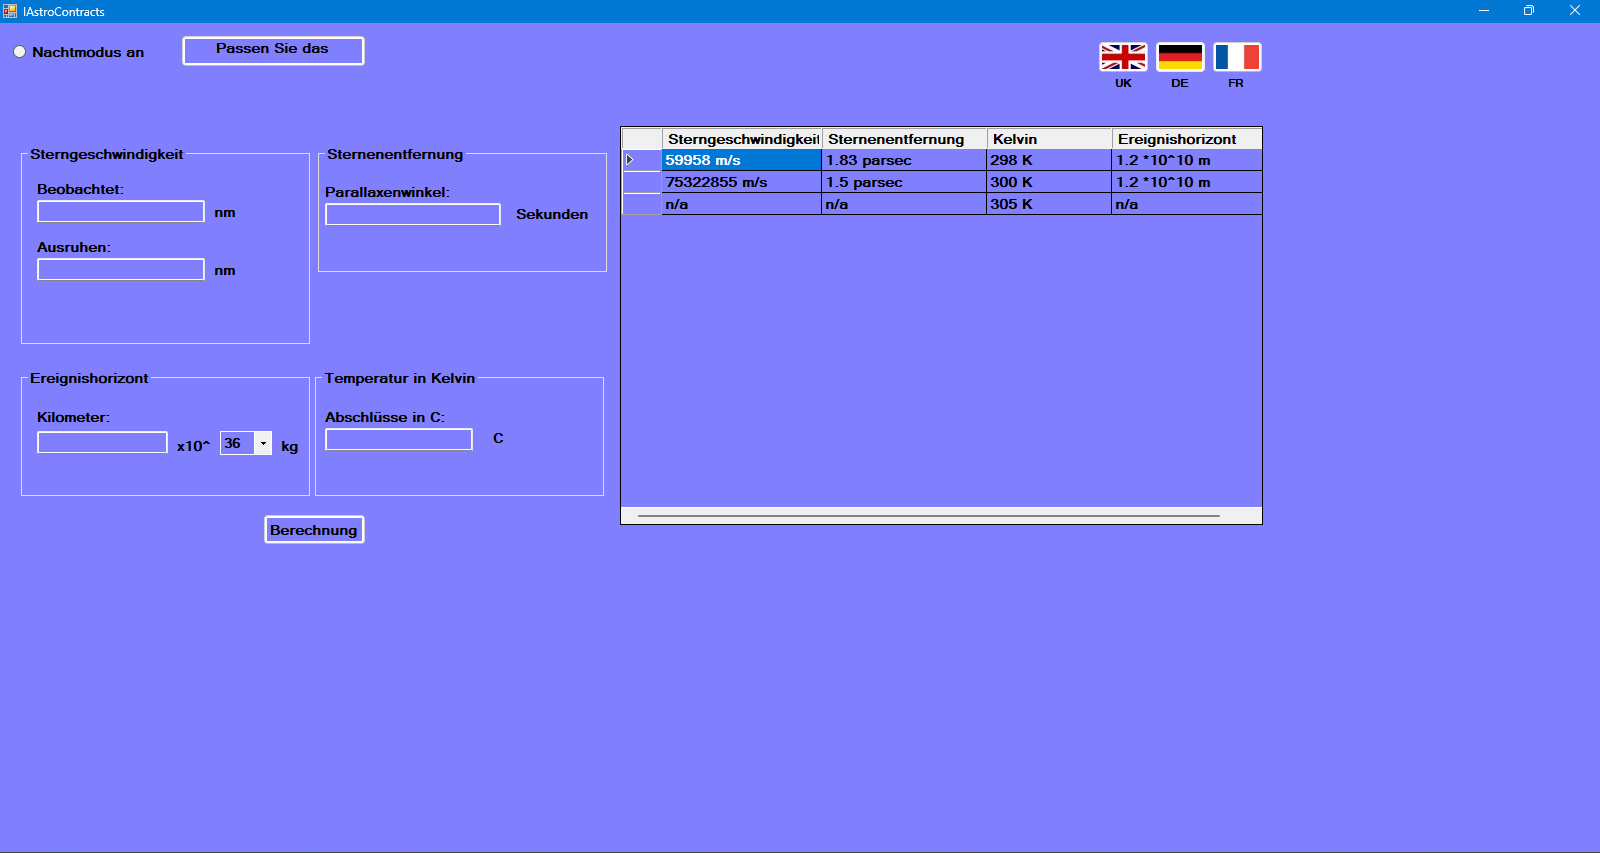 IAstroContracts
Nachtmodus an
Passen Sie das
UK DE FR
Sterngeschwindigkeit
Beobachtet:
nm
Ausruhen:
nm
Sternenentfernung
Parallaxenwinkel:
Sekunden
Ereignishorizont
Kilometer:
x10^ 36 kg
Temperatur in Kelvin
Abschlüsse in C:
C
Berechnung
Sterngeschwindigkeit Sternenentfernung Kelvin Ereignishorizont
59958 m/s 1.83 parsec 298 K 1.2 *10^10 m
75322855 m/s 1.5 parsec 300 K 1.2 *10^10 m
n/a n/a 305 K n/a